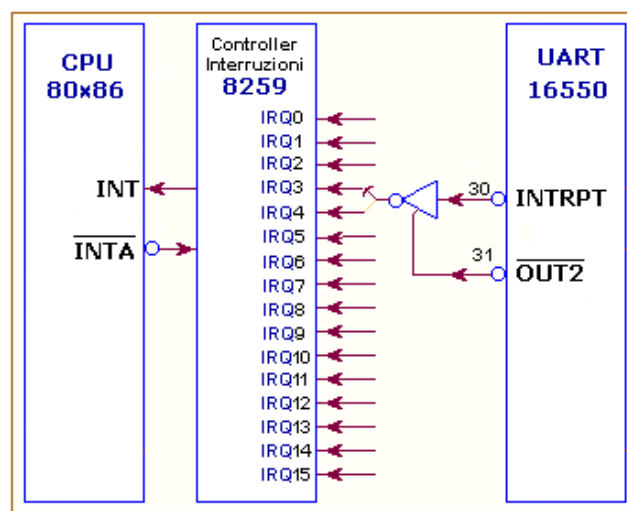 CPU
80x86
INT
INTA
Controller
Interruzioni
8259
IRQ0
IRQ1
IRQ2
IRQ3
IRQ4
IRQ5
IRQ6
IRQ7
IRQ8
IRQ9
IRQ10
IRQ11
IRQ12
IRQ13
IRQ14
IRQ15
UART
16550
30
INTRPT
31
OUT2